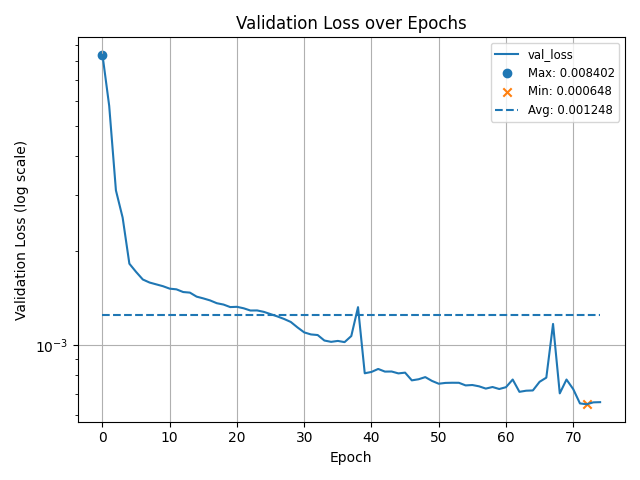 Validation Loss over Epochs
val_loss
Max: 0.008402
Min: 0.000648
Avg: 0.001248
Validation Loss (log scale)
10⁻³
0 10 20 30 40 50 60 70
Epoch